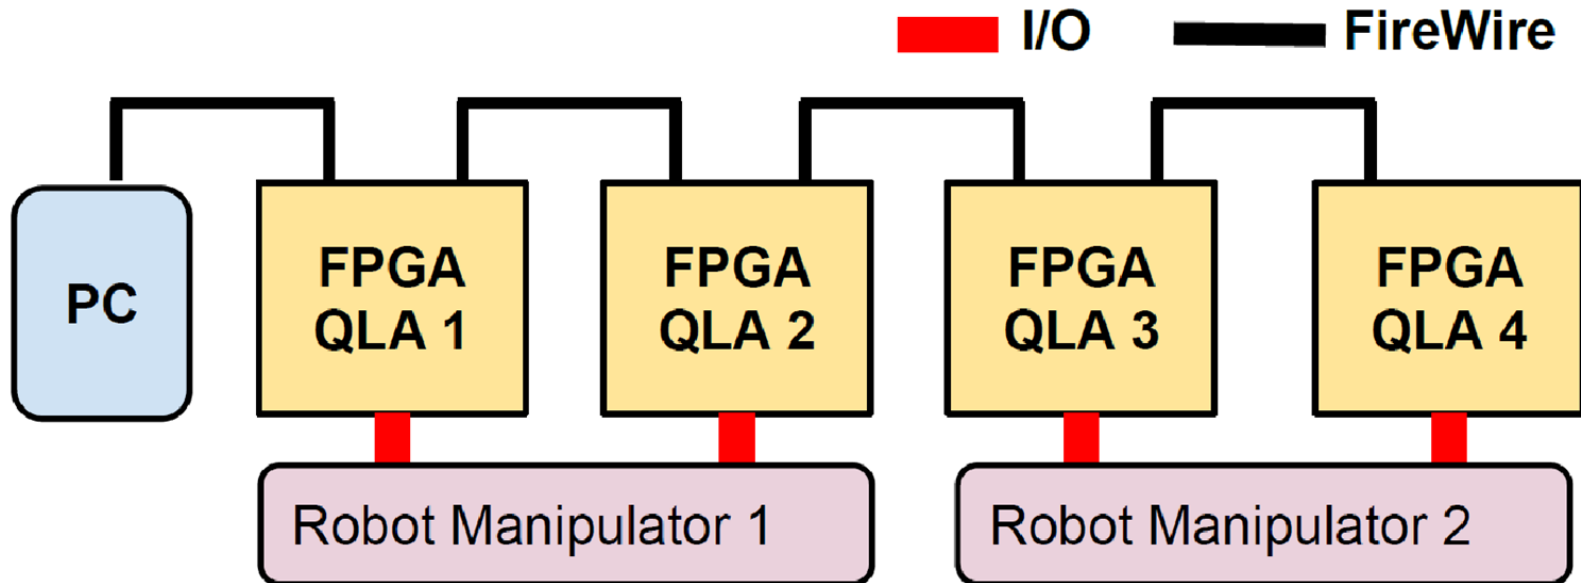 I/O FireWire
PC
FPGA
QLA 1
FPGA
QLA 2
FPGA
QLA 3
FPGA
QLA 4
Robot Manipulator 1
Robot Manipulator 2